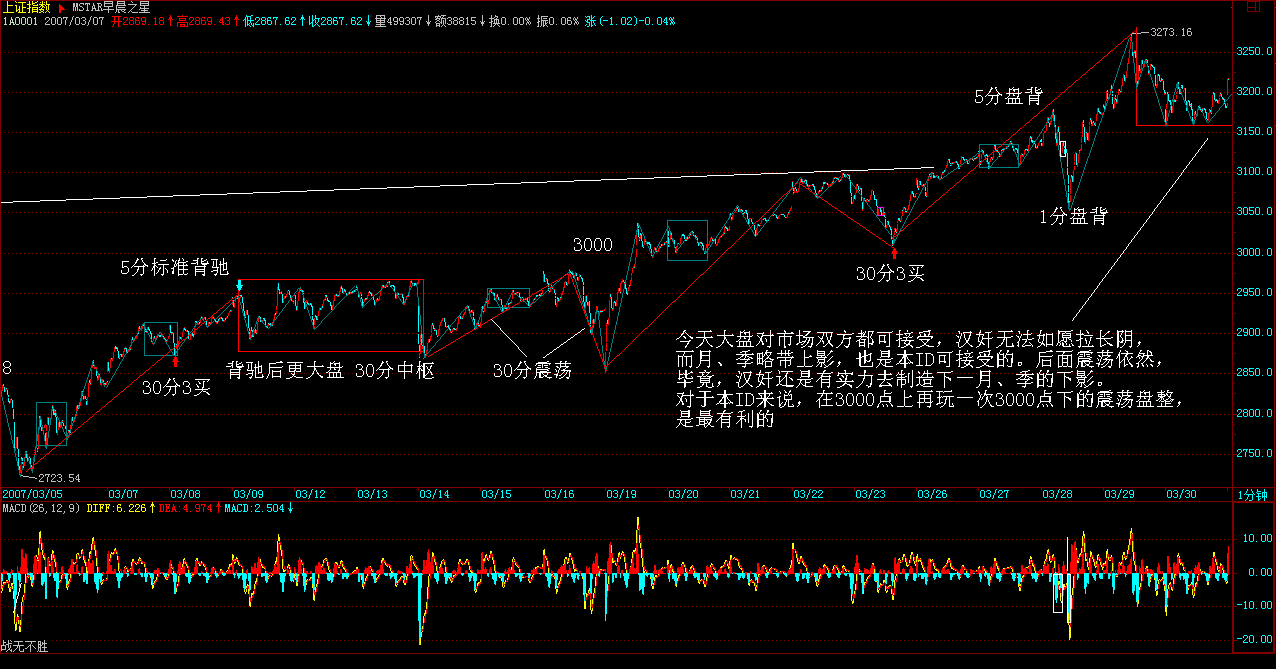 上证指数 MSTAR早晨之星
1A0001 2007/03/07 开2869.18↑高2869.43↑低2867.62↓收2867.62↓量499307↓额38815↓换0.00% 振0.06% 涨(-1.02)-0.04%
3273.16
3250.0
3200.0
3150.0
3100.0
3050.0
3000.0
2950.0
2900.0
2850.0
2800.0
2750.0
5分盘背
1分盘背
3000
30分3买
5分标准背驰
8
30分3买
背驰后更大盘 30分中枢
30分震荡
今天大盘对市场双方都可接受，汉奸无法如愿拉长阴，
而月、季略带上影，也是本ID可接受的。后面震荡依然，
毕竟，汉奸还是有实力去制造下一月、季的下影。
对于本ID来说，在3000点上再玩一次3000点下的震荡盘整，
是最有利的
2723.54
2007/03/05 03/07 03/08 03/09 03/12 03/13 03/14 03/15 03/16 03/19 03/20 03/21 03/22 03/23 03/26 03/27 03/28 03/29 03/30 1分钟
MACD(26,12,9) DIFF:6.226↑DEA:4.974↑MACD:2.504↓
10.00
0.00
-10.00
-20.00
战无不胜